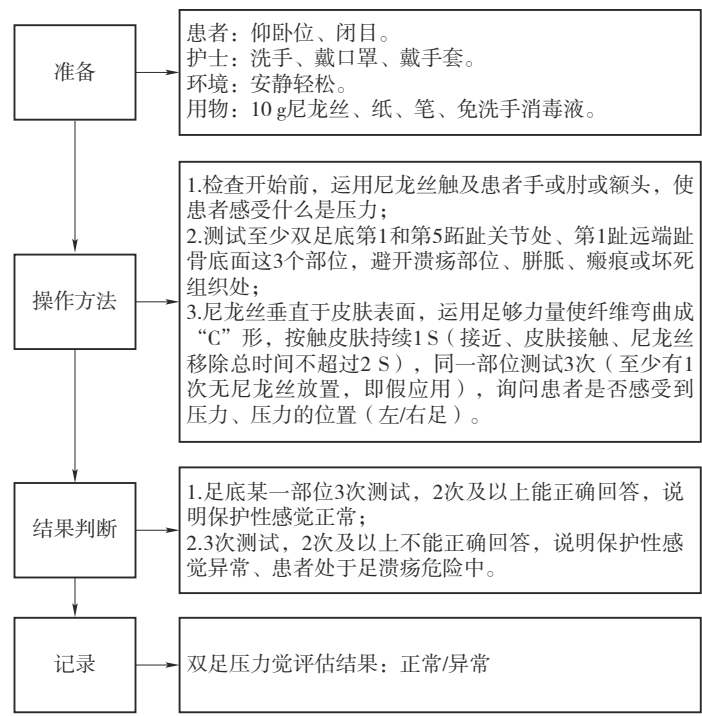 准备
患者：仰卧位、闭目。
护士：洗手、戴口罩、戴手套。
环境：安静轻松。
用物：10 g尼龙丝、纸、笔、免洗手消毒液。
操作方法
1.检查开始前，运用尼龙丝触及患者手或肘或额头，使
患者感受什么是压力；
2.测试至少双足底第1和第5跖趾关节处、第1趾远端趾
骨底面这3个部位，避开溃疡部位、胼胝、瘢痕或坏死
组织处；
3.尼龙丝垂直于皮肤表面，运用足够力量使纤维弯曲成
“C”形，按触皮肤持续1 S（接近、皮肤接触、尼龙丝
移除总时间不超过2 S），同一部位测试3次（至少有1
次无尼龙丝放置，即假应用），询问患者是否感受到
压力、压力的位置（左/右足）。
结果判断
1.足底某一部位3次测试，2次及以上能正确回答，说
明保护性感觉正常；
2.3次测试，2次及以上不能正确回答，说明保护性感
觉异常、患者处于足溃疡危险中。
记录
双足压力觉评估结果：正常/异常